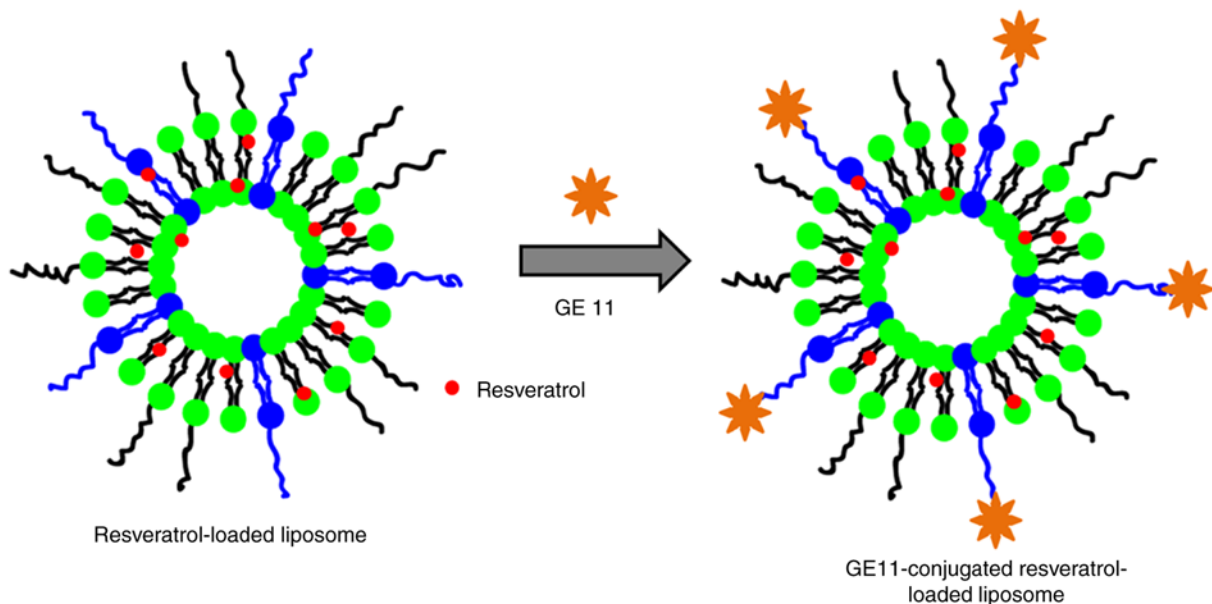 GE 11
Resveratrol
Resveratrol-loaded liposome
GE11-conjugated resveratrol-
loaded liposome